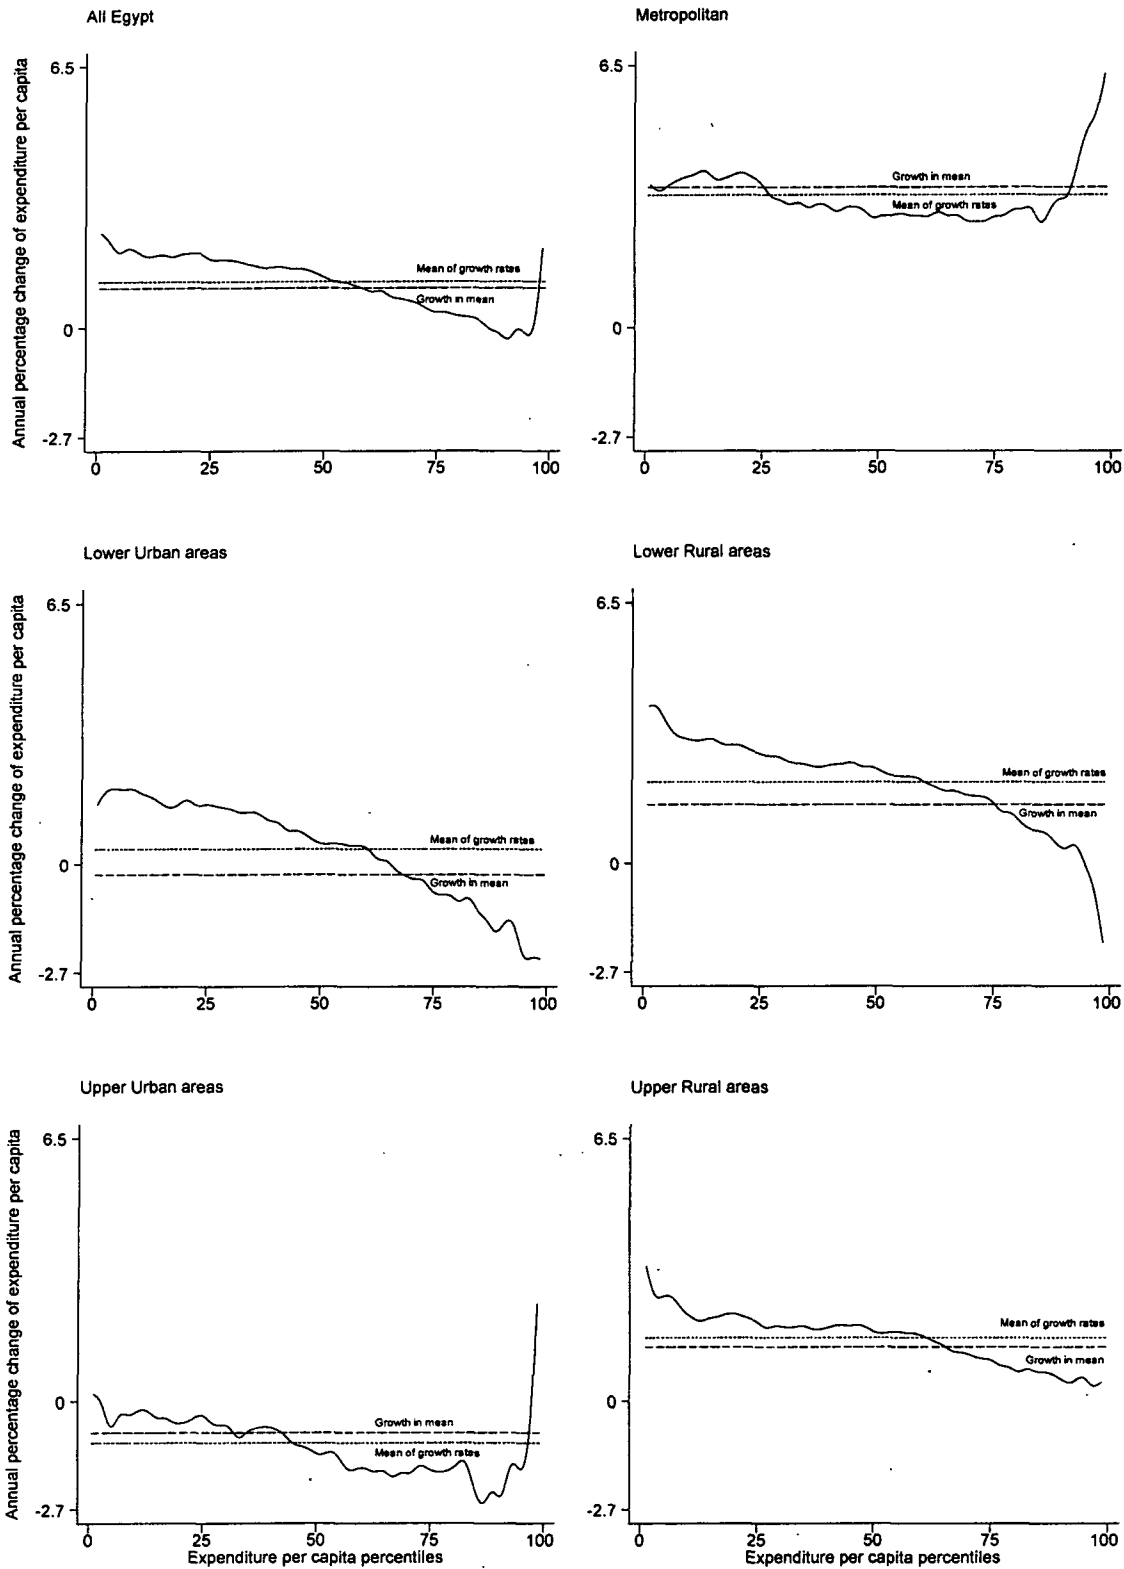 All Egypt
Annual percentage change of expenditure per capita
6.5
0
-2.7
Mean of growth rates
Growth in mean
0 25 50 75 100
Metropolitan
6.5
0
-2.7
Growth in mean
Mean of growth rates
0 25 50 75 100
Lower Urban areas
Annual percentage change of expenditure per capita
6.5
0
-2.7
Mean of growth rates
Growth in mean
0 25 50 75 100
Lower Rural areas
6.5
0
-2.7
Mean of growth rates
Growth in mean
0 25 50 75 100
Upper Urban areas
Annual percentage change of expenditure per capita
6.5
0
-2.7
Growth in mean
Mean of growth rates
0 25 50 75 100
Expenditure per capita percentiles
Upper Rural areas
6.5
0
-2.7
Mean of growth rates
Growth in mean
0 25 50 75 100
Expenditure per capita percentiles